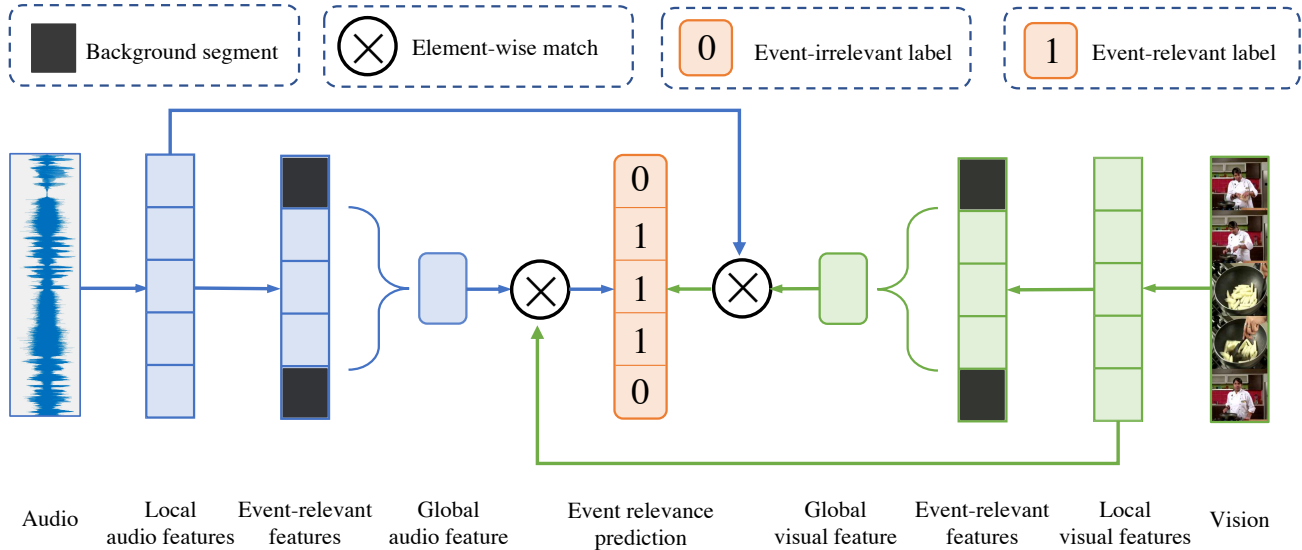 Background segment
Element-wise match
0
Event-irrelevant label
1
Event-relevant label
0
1
1
1
0
Audio
Local
audio features
Event-relevant
features
Global
audio feature
Event relevance
prediction
Global
visual feature
Event-relevant
features
Local
visual features
Vision